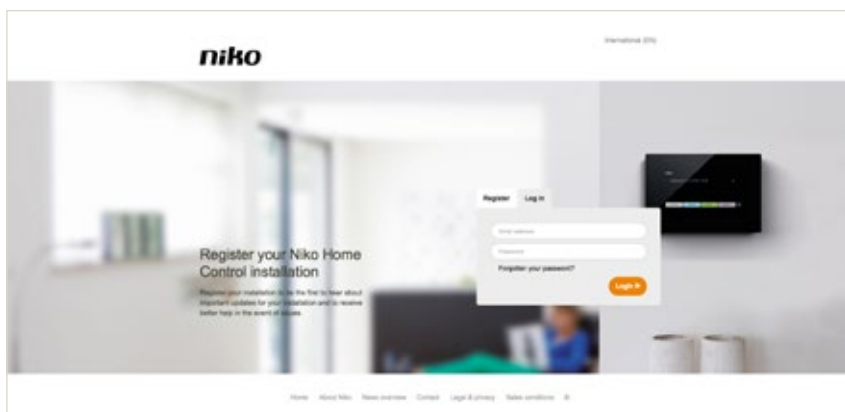 niko
International (EN)
Register
Log in
Email address
Password
Forgotten your password?
Login
Register your Niko Home
Control installation
Register your installation to be the first to hear about
important updates for your installation and to receive
better help in the event of issues.
Home About Niko News overview Contact Legal & privacy Sales conditions